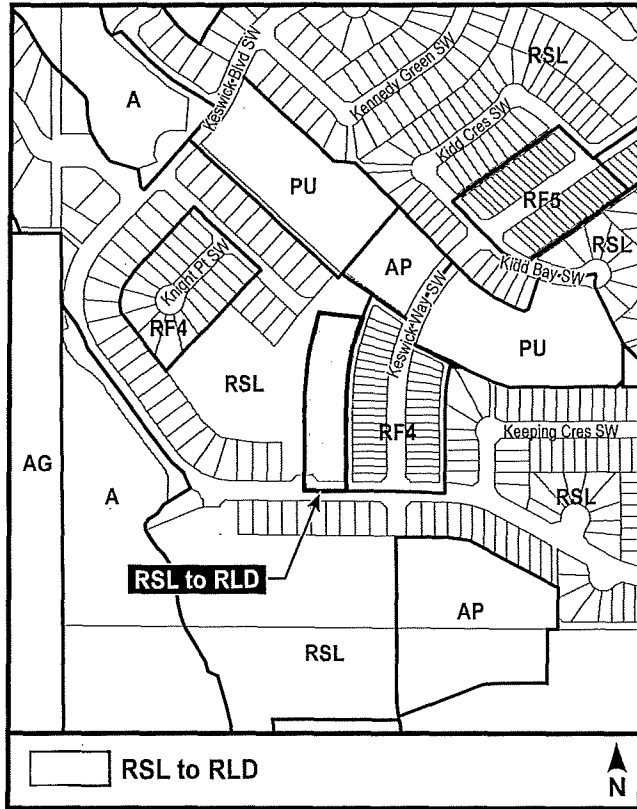 Keswick Blvd SW
RSL
A
Kennedy Green SW
Kidd Cres SW
PU
RF5
AP
RSL
Knight Pt SW
Kidd Bay SW
RF4
Keswick Way SW
PU
RSL
RF4
Keeping Cres SW
AG
A
RSL
RSL to RLD
AP
RSL
RSL to RLD
N